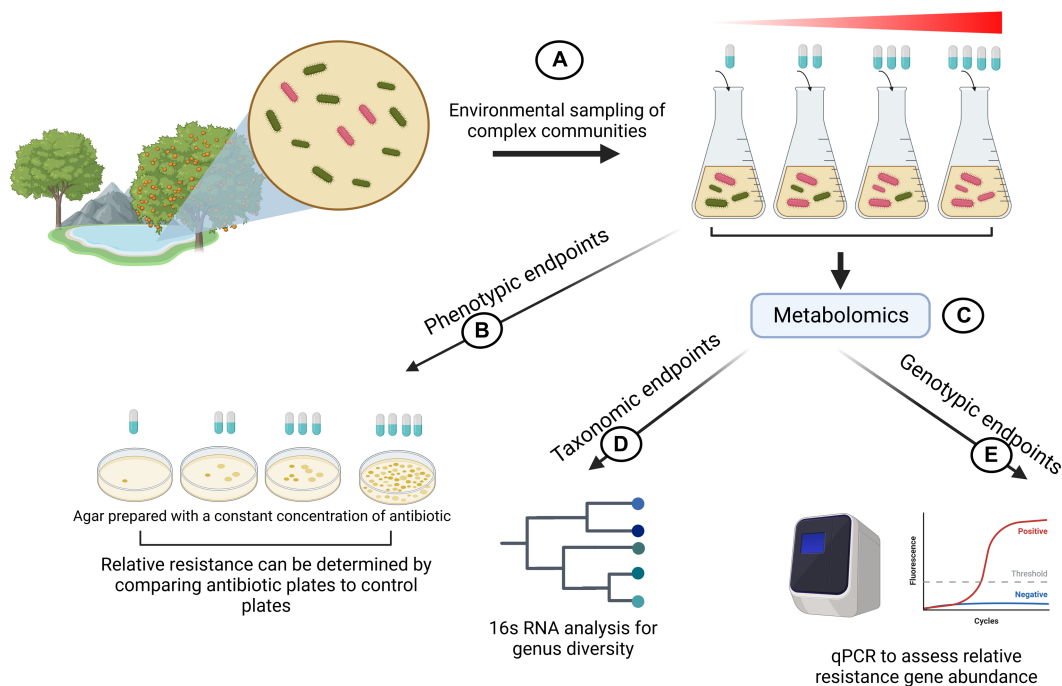 A
Environmental sampling of
complex communities
Phenotypic endpoints
B
Metabolomics
C
Taxonomic endpoints
D
Genotypic endpoints
E
Agar prepared with a constant concentration of antibiotic
Relative resistance can be determined by
comparing antibiotic plates to control
plates
16s RNA analysis for
genus diversity
Fluorescence
Positive
Threshold
Negative
Cycles
qPCR to assess relative
resistance gene abundance